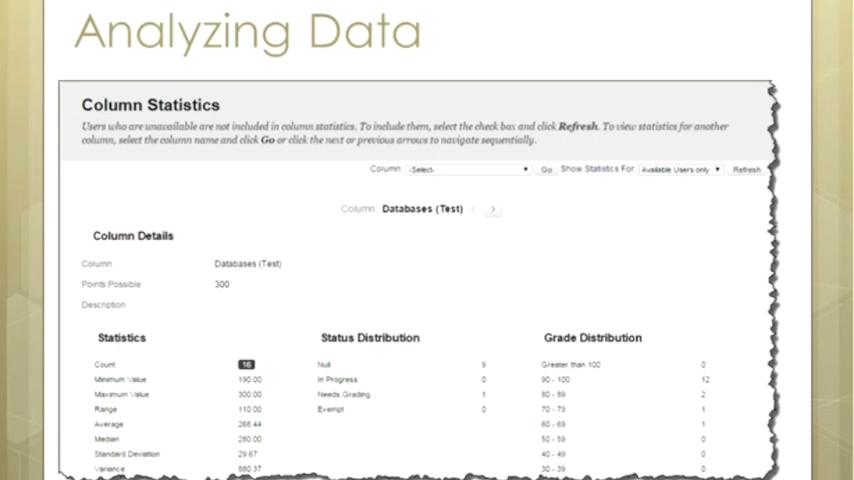 Analyzing Data
Column Statistics
Users who are unavailable are not included in column statistics. To include them, select the check box and click Refresh. To view statistics for another
column, select the column name and click Go or click the next or previous arrows to navigate sequentially.
Column -Select- Go Show Statistics For Available Users only Refresh
Column Databases (Test)
Column Details
Column Databases (Test)
Points Possible 300
Description
Statistics Status Distribution Grade Distribution
Count 16 Null 9 Greater than 100 0
Minimum Value 190.00 In Progress 0 90 - 100 12
Maximum Value 300.00 Needs Grading 1 80 - 89 2
Range 110.00 Exempt 0 70 - 79 1
Average 268.44 60 - 69 1
Median 280.00 50 - 59 0
Standard Deviation 29.67 40 - 49 0
Variance 880.37 30 - 39 0